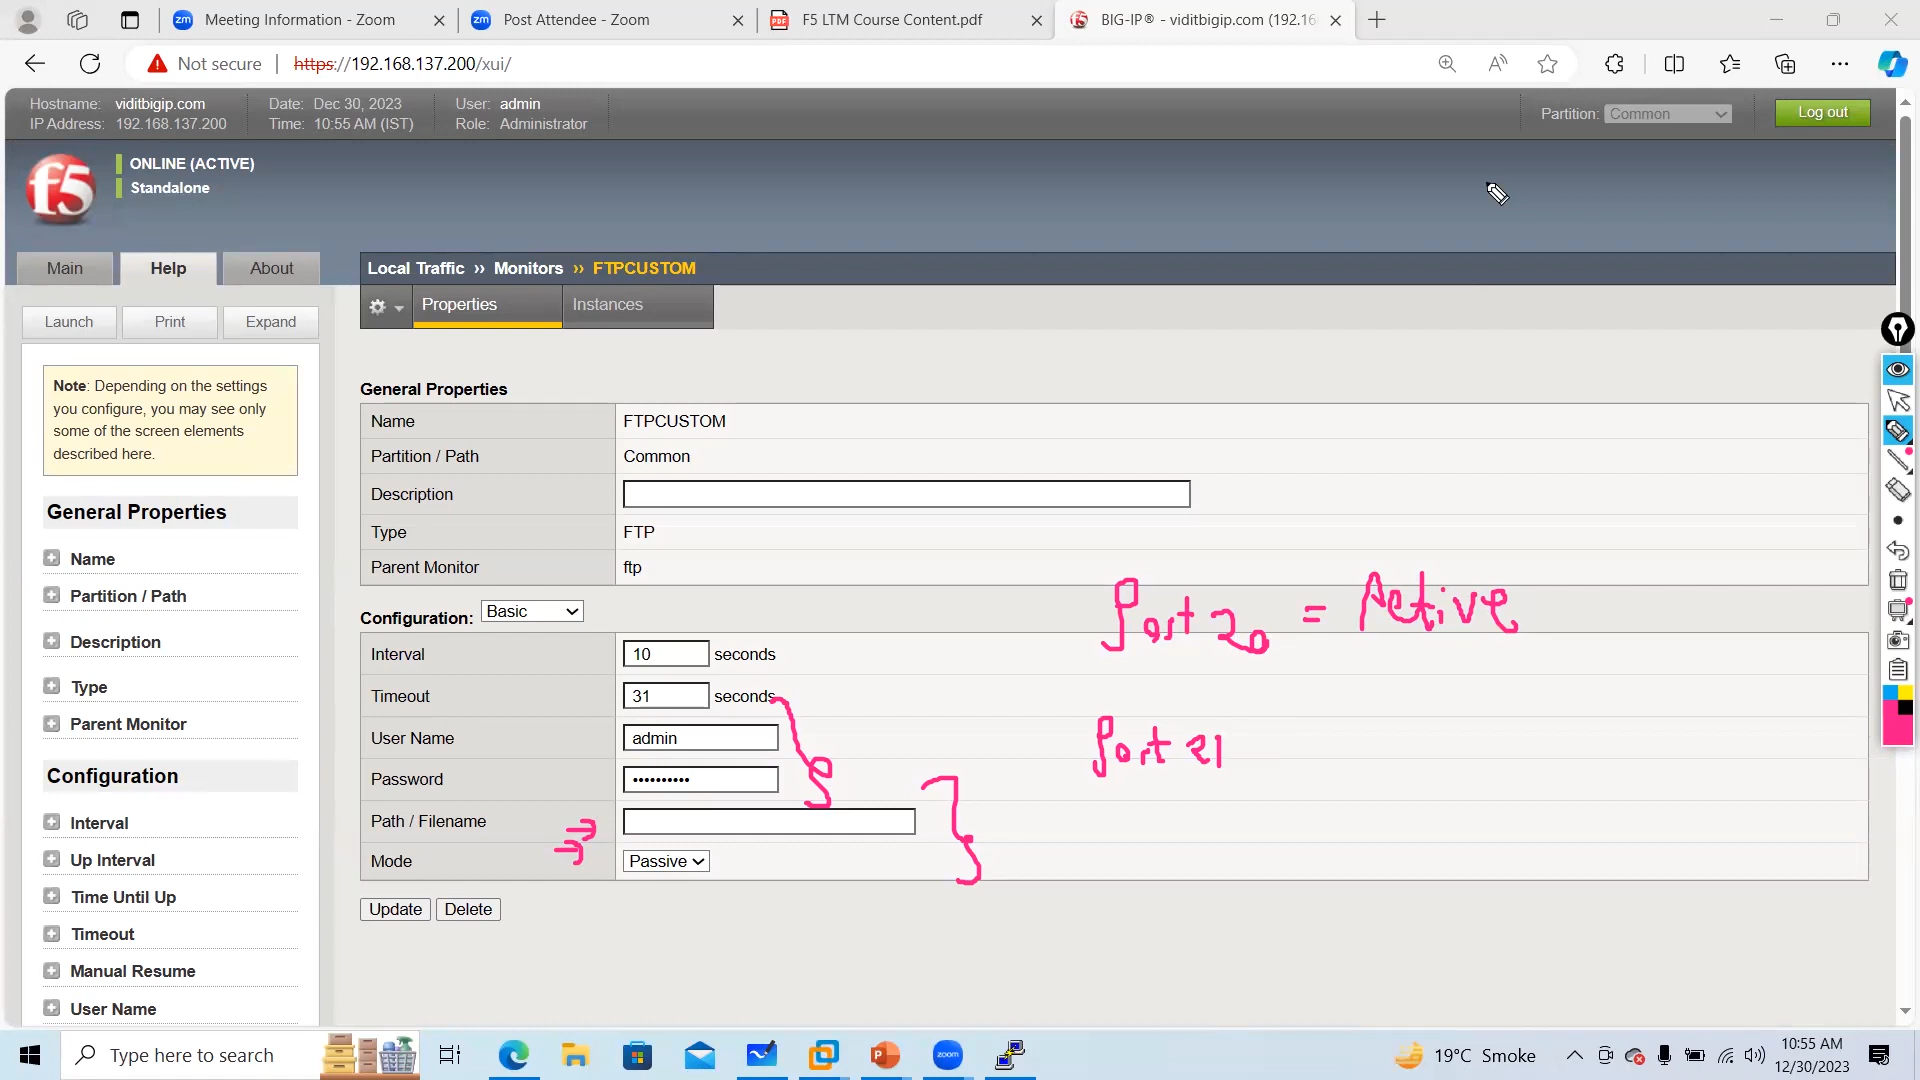 Meeting Information - Zoom
Post Attendee - Zoom
F5 LTM Course Content.pdf
BIG-IP® - viditbigip.com (192.16
Not secure
https://192.168.137.200/xui/
Hostname: viditbigip.com
IP Address: 192.168.137.200
Date: Dec 30, 2023
Time: 10:55 AM (IST)
User: admin
Role: Administrator
Partition: Common
Log out
f5
ONLINE (ACTIVE)
Standalone
Main
Help
About
Local Traffic ›› Monitors ›› FTPCUSTOM
Launch
Print
Expand
Properties
Instances
Note: Depending on the settings
you configure, you may see only
some of the screen elements
described here.
General Properties
Name
Partition / Path
Description
Type
Parent Monitor
Configuration
Interval
Up Interval
Time Until Up
Timeout
Manual Resume
User Name
General Properties
Name FTPCUSTOM
Partition / Path Common
Description
Type FTP
Parent Monitor ftp
Configuration: Basic
Port 20 = Active
Interval 10 seconds
Timeout 31 seconds
User Name admin
Port 21
Password ••••••••••
Path / Filename
Mode Passive
Update Delete
Type here to search
zoom
19°C Smoke
10:55 AM
12/30/2023